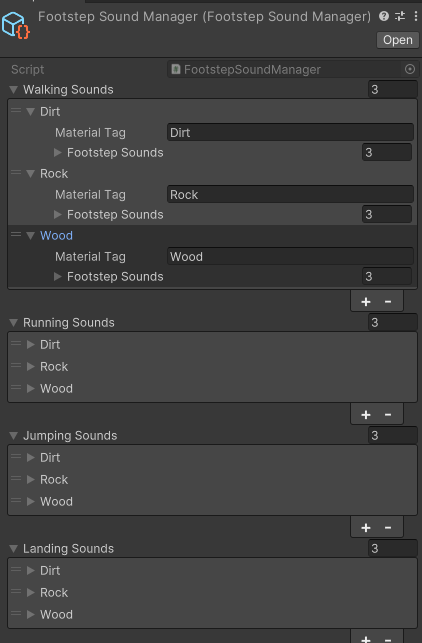 Footstep Sound Manager (Footstep Sound Manager)
Open
Script FootstepSoundManager
Walking Sounds 3
Dirt
Material Tag Dirt
Footstep Sounds 3
Rock
Material Tag Rock
Footstep Sounds 3
Wood
Material Tag Wood
Footstep Sounds 3
+ -
Running Sounds 3
Dirt
Rock
Wood
+ -
Jumping Sounds 3
Dirt
Rock
Wood
+ -
Landing Sounds 3
Dirt
Rock
Wood
+ -